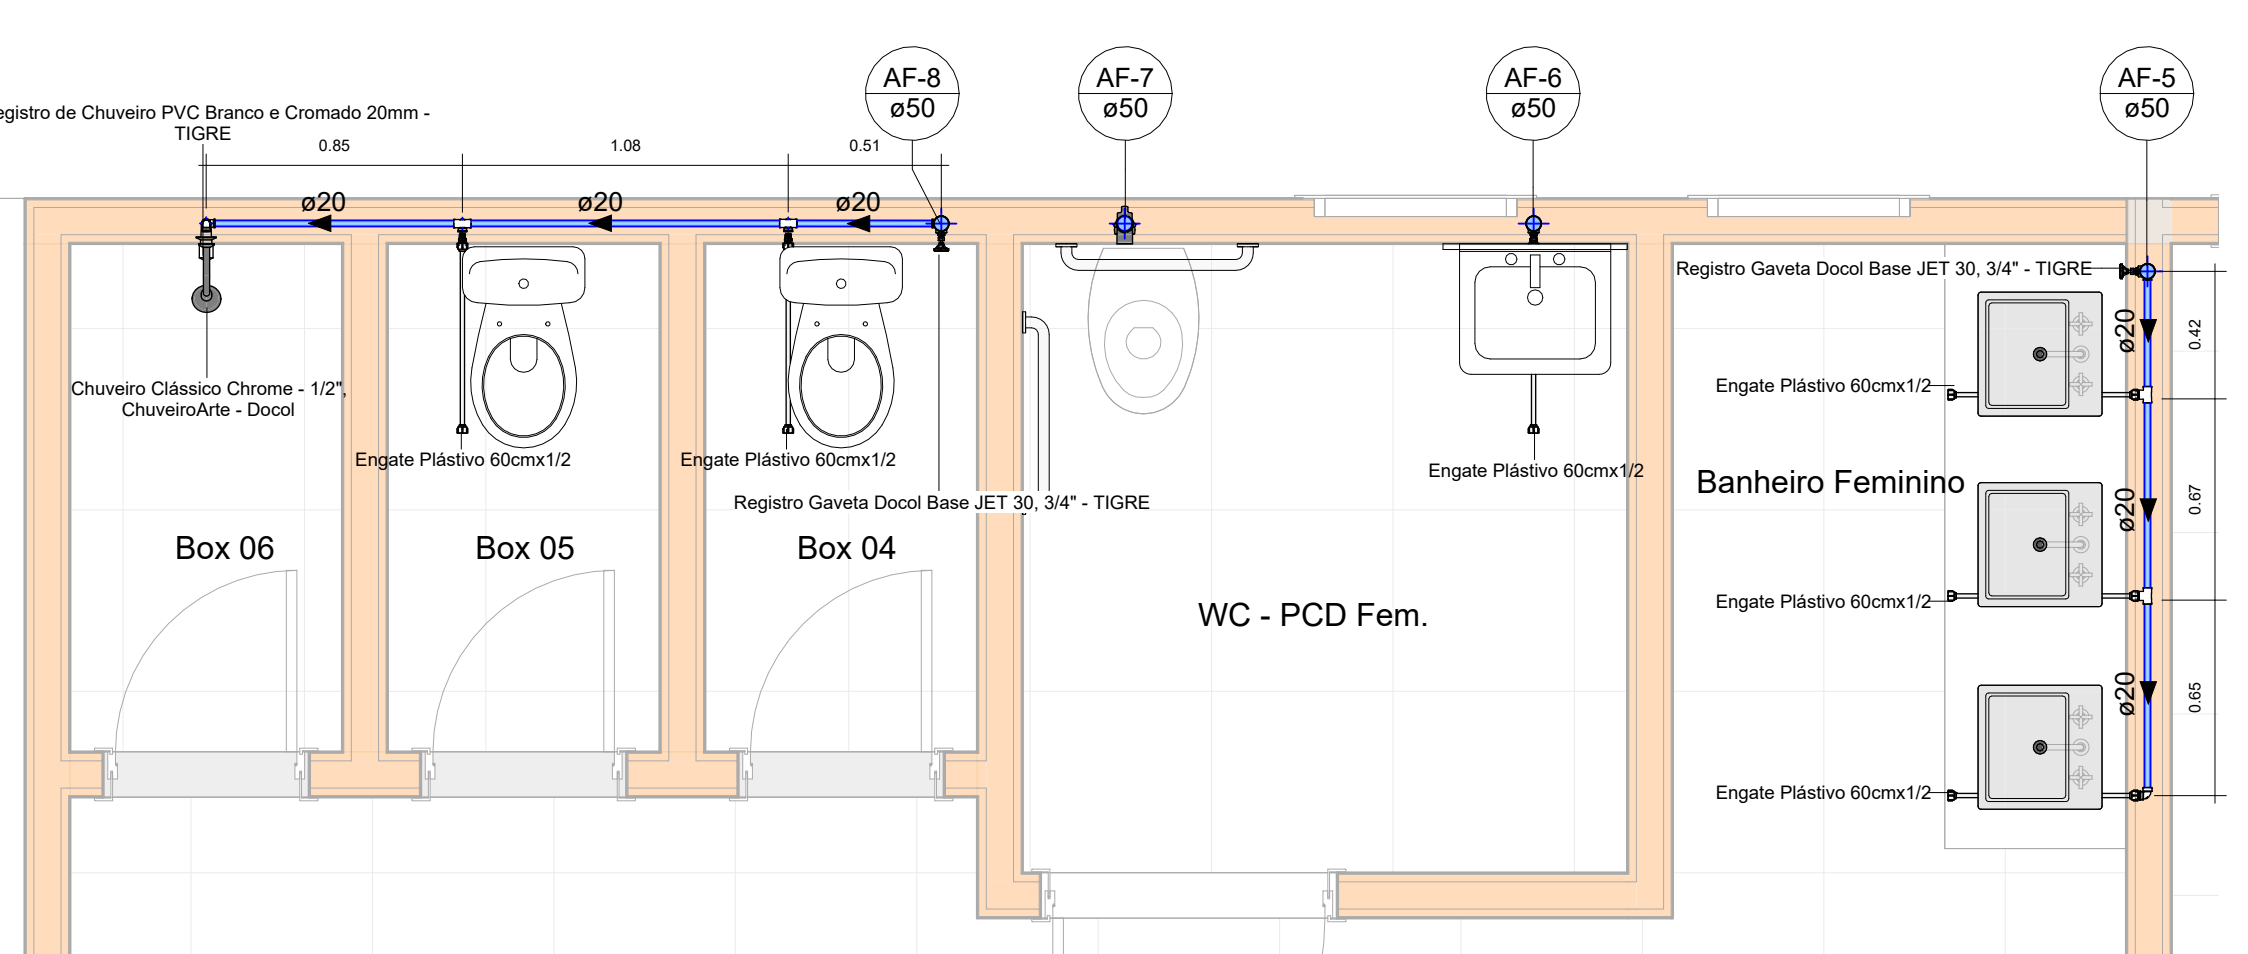 AF-8
ø50
AF-7
ø50
AF-6
ø50
AF-5
ø50
egistro de Chuveiro PVC Branco e Cromado 20mm -
TIGRE
0.85
1.08
0.51
ø20
ø20
ø20
Registro Gaveta Docol Base JET 30, 3/4" - TIGRE
ø20
0.42
Chuveiro Clássico Chrome - 1/2",
ChuveiroArte - Docol
Engate Plástivo 60cmx1/2
Engate Plástivo 60cmx1/2
Engate Plástivo 60cmx1/2
Engate Plástivo 60cmx1/2
Registro Gaveta Docol Base JET 30, 3/4" - TIGRE
Banheiro Feminino
ø20
0.67
Box 06
Box 05
Box 04
WC - PCD Fem.
Engate Plástivo 60cmx1/2
ø20
0.65
Engate Plástivo 60cmx1/2